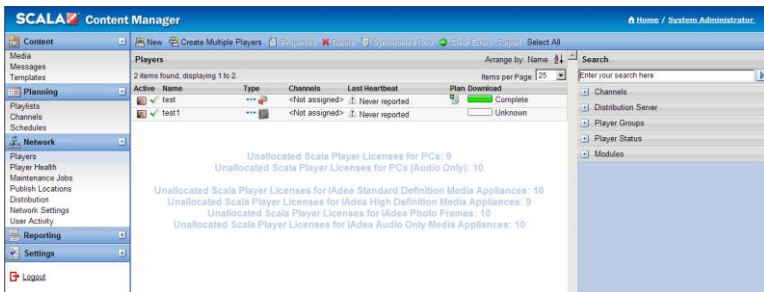 SCALA Content Manager
Home / System Administrator.
Content
Media
Messages
Templates
Planning
Playlists
Channels
Schedules
Network
Players
Player Health
Maintenance Jobs
Publish Locations
Distribution
Network Settings
User Activity
Reporting
Settings
Logout
New Create Multiple Players Properties Delete Synchronize Now Clear Errors Report Select All
Players Arrange by: Name
2 items found, displaying 1 to 2. Items per Page: 25
Active Name Type Channels Last Heartbeat Plan Download
test <Not assigned> Never reported Complete
test1 <Not assigned> Never reported Unknown
Unallocated Scala Player Licenses for PCs: 9
Unallocated Scala Player Licenses for PCs (Audio Only): 10
Unallocated Scala Player Licenses for IAdea Standard Definition Media Appliances: 10
Unallocated Scala Player Licenses for IAdea High Definition Media Appliances: 9
Unallocated Scala Player Licenses for IAdea Photo Frames: 10
Unallocated Scala Player Licenses for IAdea Audio Only Media Appliances: 10
Search
Enter your search here
Channels
Distribution Server
Player Groups
Player Status
Modules